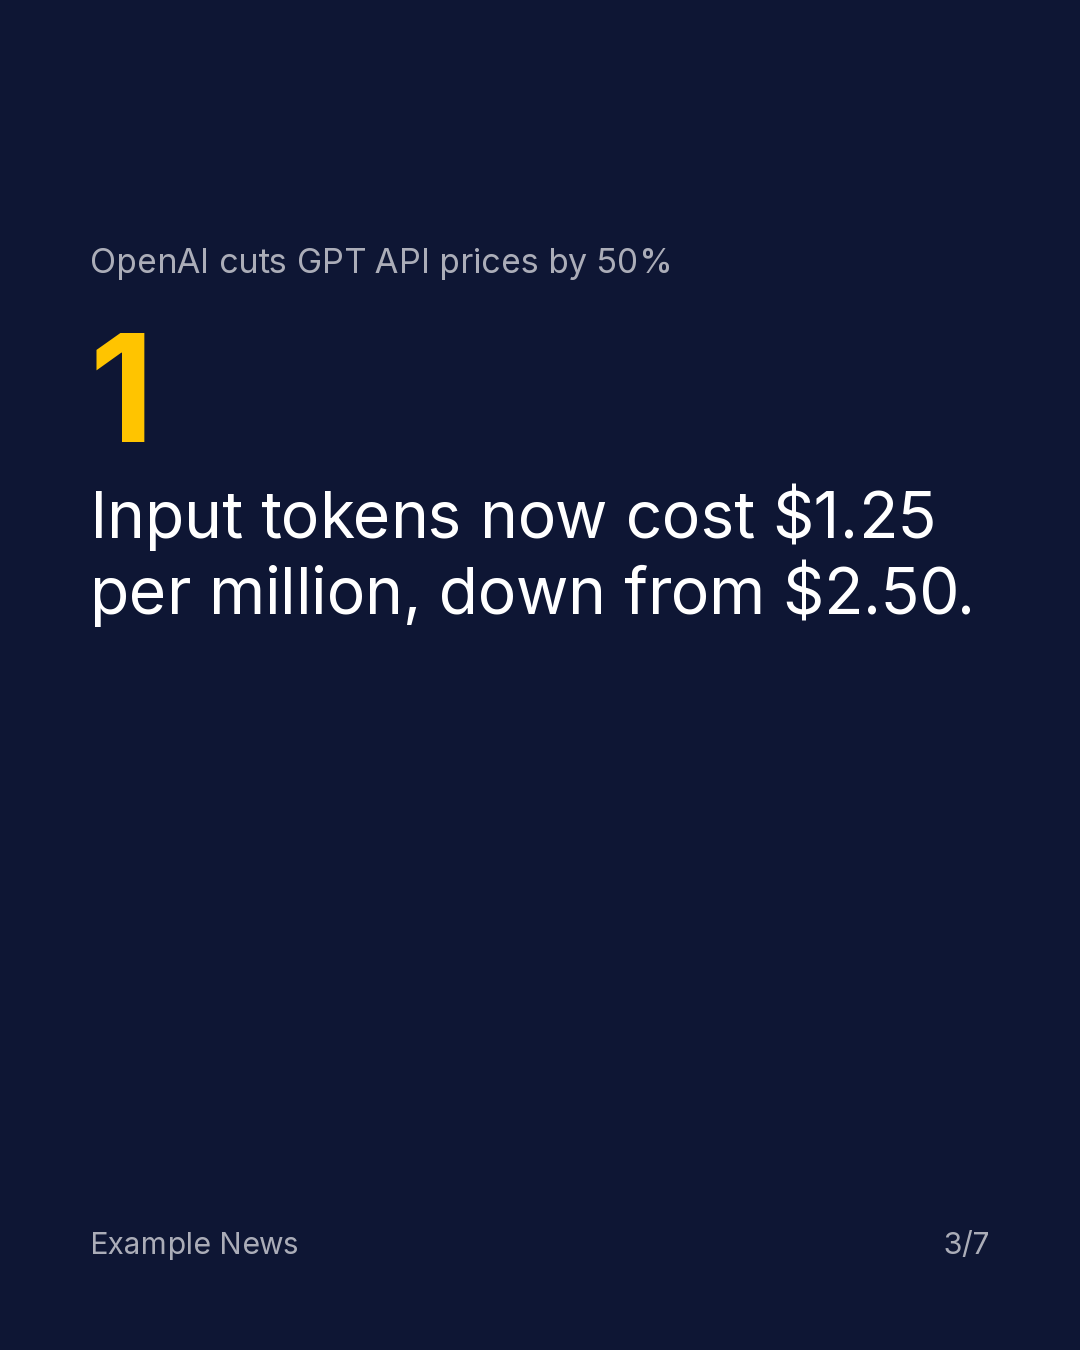 OpenAI cuts GPT API prices by 50%
1
Input tokens now cost $1.25
per million, down from $2.50.
Example News
3/7